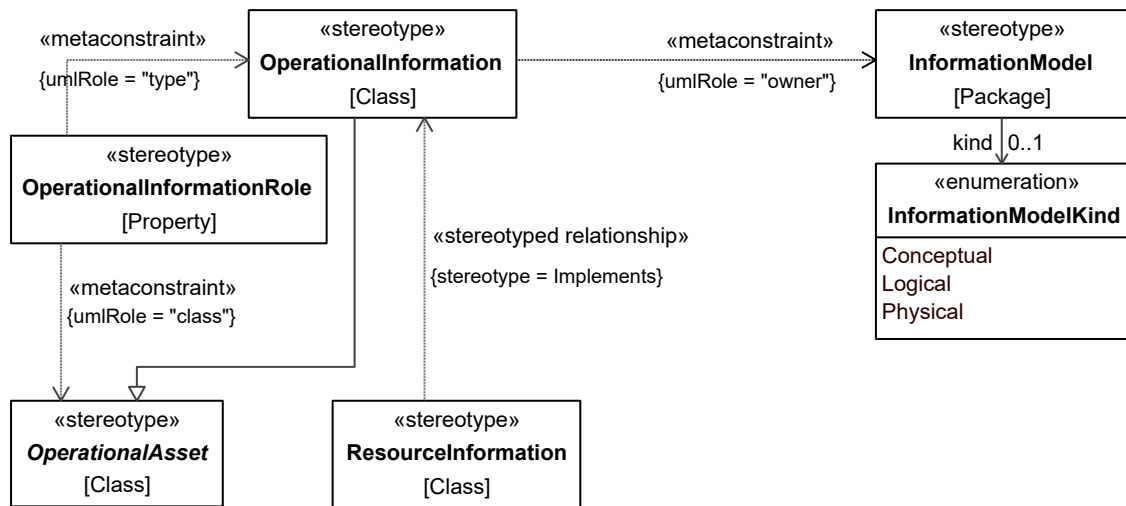 «stereotype»
OperationalInformation
[Class]
«stereotype»
InformationModel
[Package]
«metaconstraint»
{umlRole = "type"}
«metaconstraint»
{umlRole = "owner"}
kind 0..1
«stereotype»
OperationalInformationRole
[Property]
«enumeration»
InformationModelKind
Conceptual
Logical
Physical
«stereotyped relationship»
{stereotype = Implements}
«metaconstraint»
{umlRole = "class"}
«stereotype»
OperationalAsset
[Class]
«stereotype»
ResourceInformation
[Class]